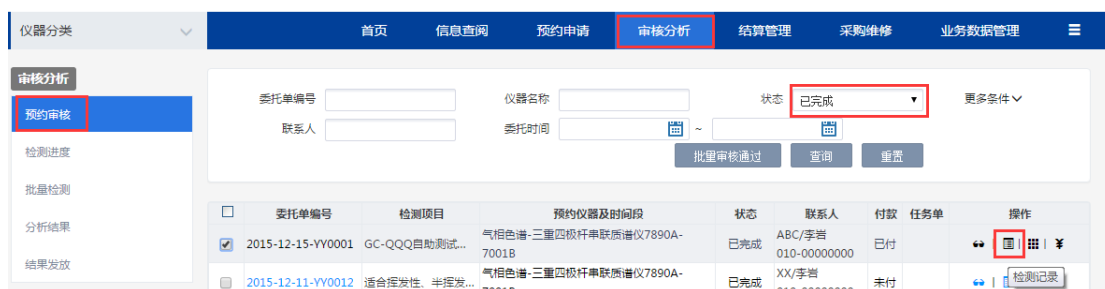 仪器分类 首页 信息查阅 预约申请 审核分析 结算管理 采购维修 业务数据管理
审核分析
预约审核
检测进度
批量检测
分析结果
结果发放
委托单编号 仪器名称 状态 已完成 更多条件
联系人 委托时间 ~
批量审核通过 查询 重置
委托单编号 检测项目 预约仪器及时间段 状态 联系人 付款 任务单 操作
2015-12-15-YY0001 GC-QQQ自助测试... 气相色谱-三重四极杆串联质谱仪7890A-7001B 已完成 ABC/李岩 010-00000000 已付 | | | ¥
检测记录
2015-12-11-YY0012 适合挥发性、半挥发... 气相色谱-三重四极杆串联质谱仪7890A- 已完成 XX/李岩 未付